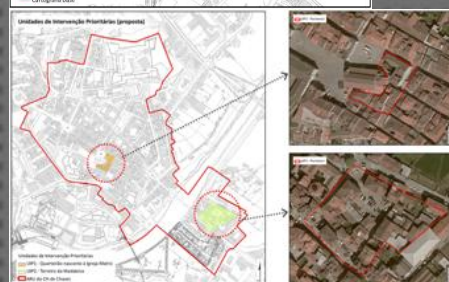 Cartografia base
Unidades de Intervenção Prioritárias (proposta)
Unidades de Intervenção Prioritárias
UIP1 - Quarteirão nascente à Igreja Matriz
UIP2 - Terreiro da Madalena
ARU do CH de Chaves